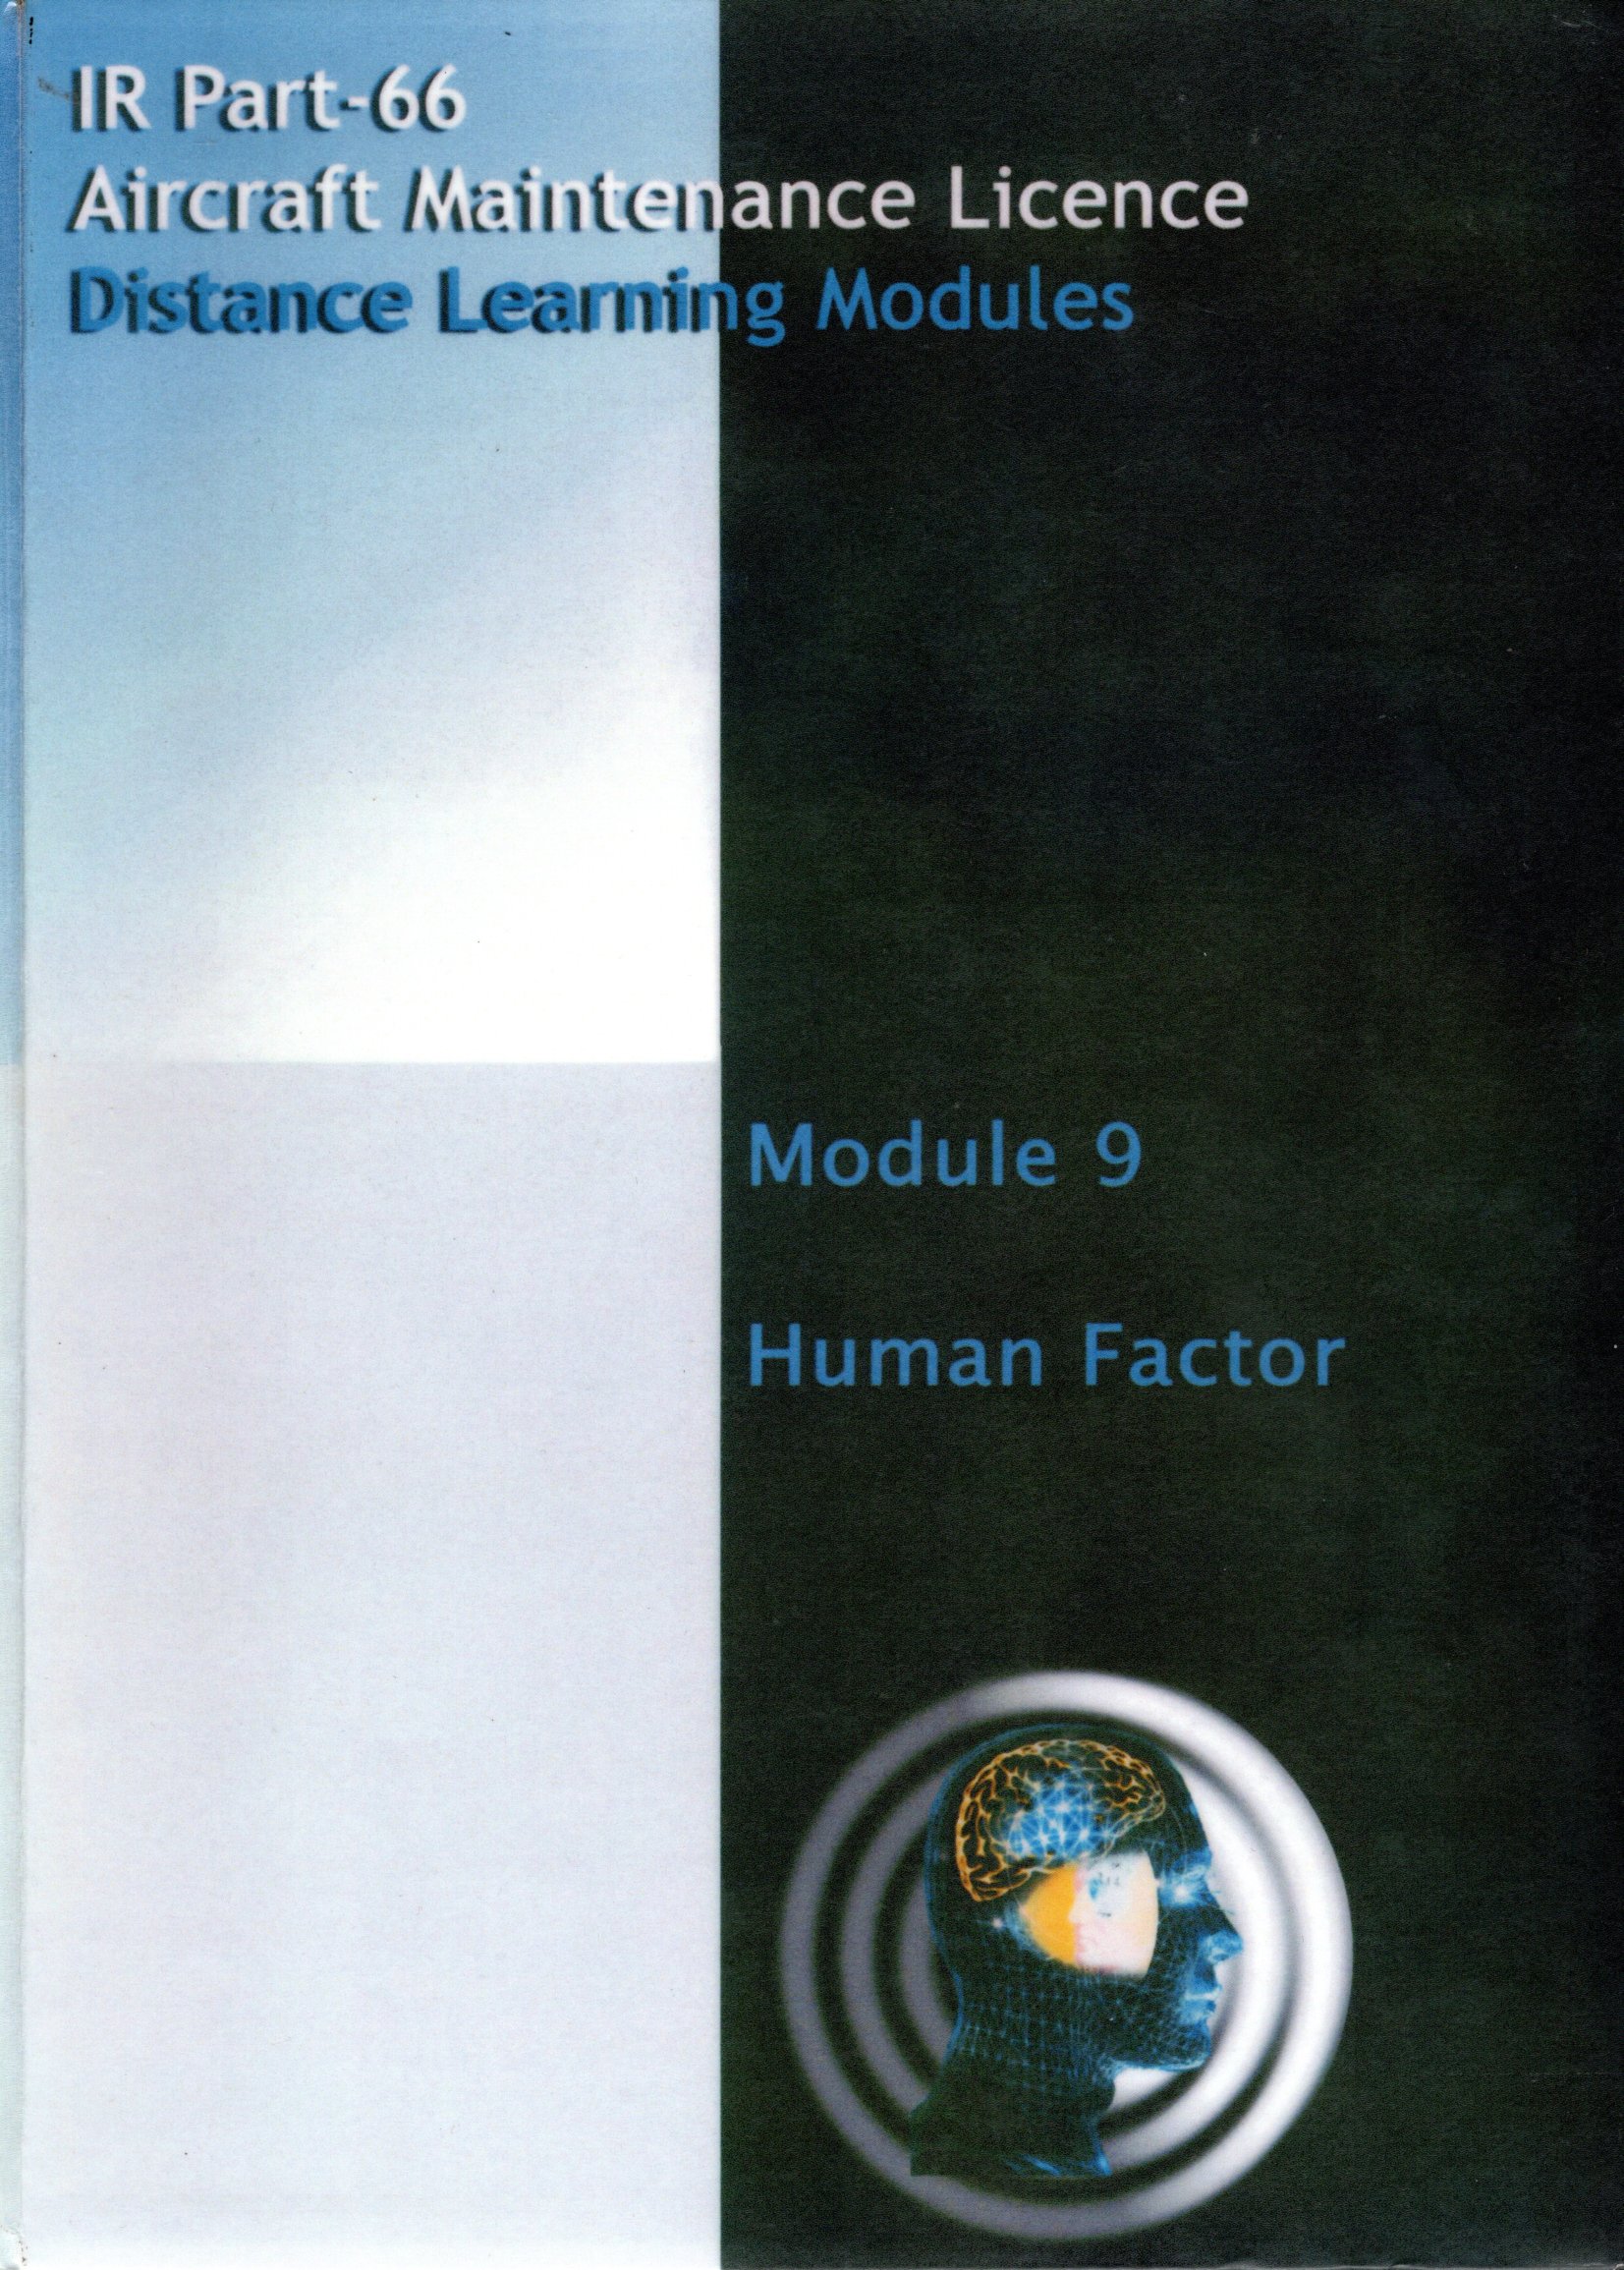 IR Part-66
Aircraft Maintenance Licence
Distance Learning Modules
Module 9
Human Factor